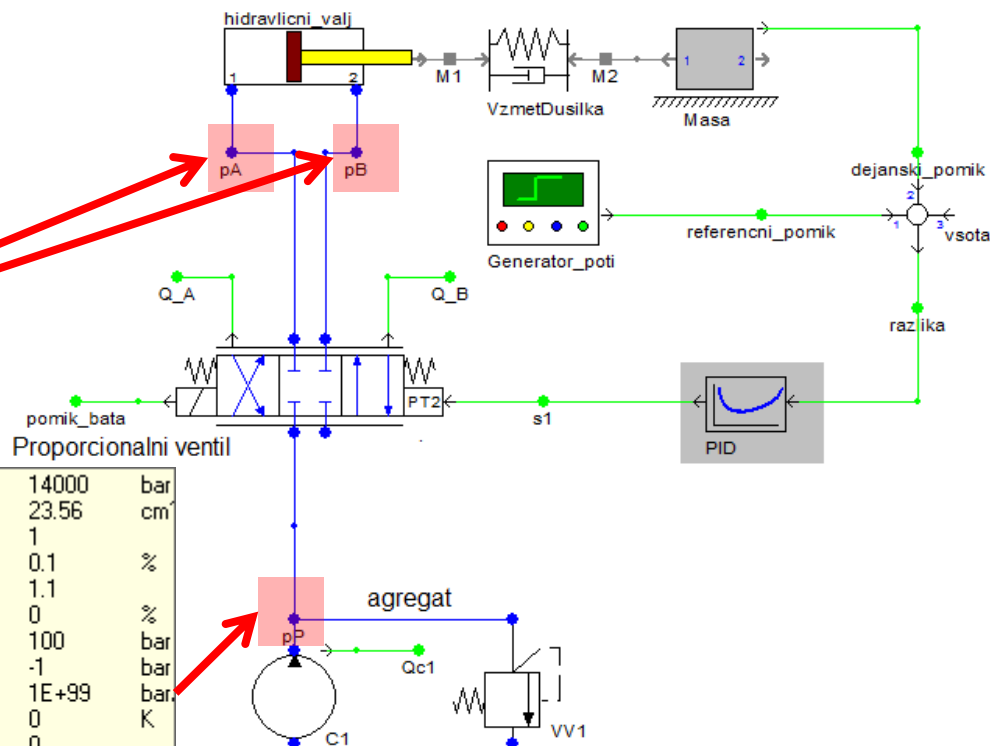 hidravlicni_valj
1
2
M1
M2
1
2
VzmetDusilka
Masa
pA
pB
dejanski_pomik
2
1
3
vsota
referencni_pomik
Generator_poti
Q_A
Q_B
razlika
PT2
pomik_bata
s1
PID
Proporcionalni ventil
14000 bar
23.56
1
0.1 %
1.1
0 %
100 bar
-1 bar
1E+99 bar
0 K
0
agregat
pP
Qc1
C1
VV1